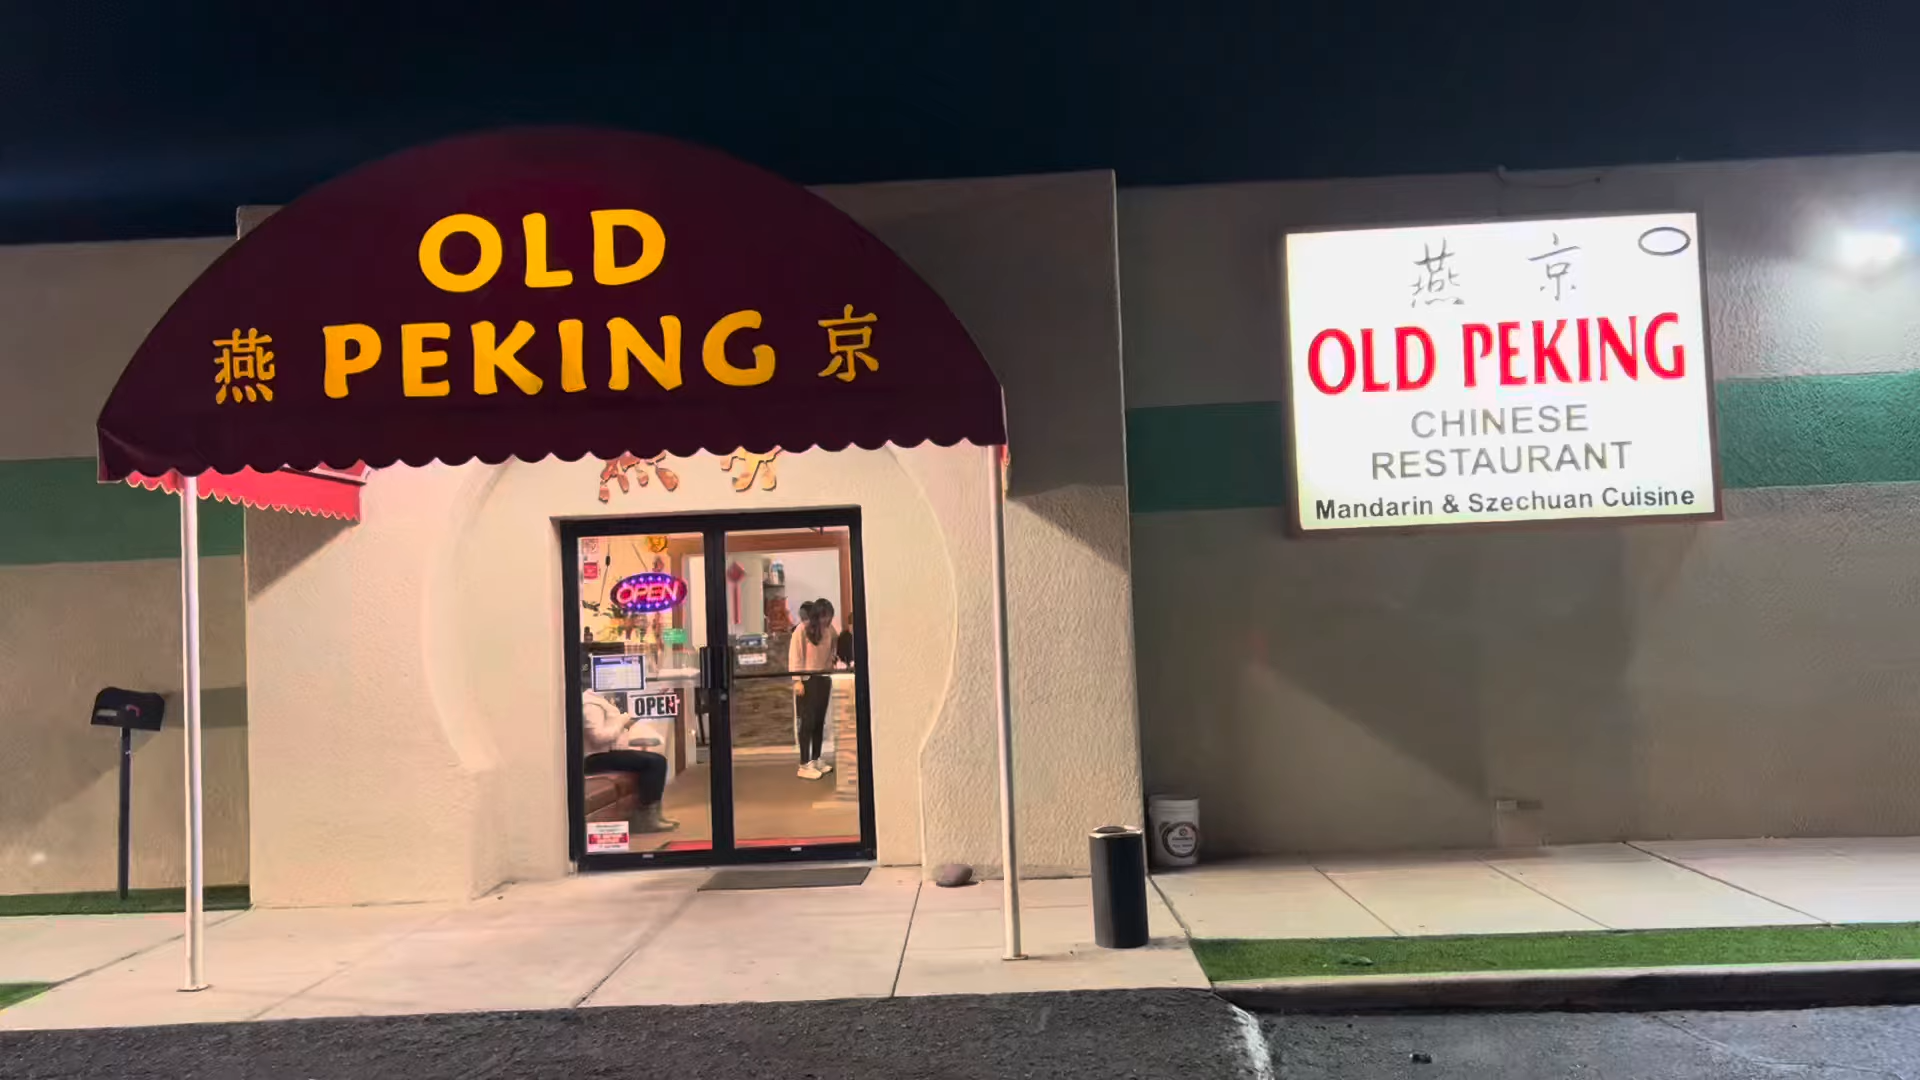 OLD
燕 PEKING 京
燕 京
OLD PEKING
CHINESE
RESTAURANT
Mandarin & Szechuan Cuisine
OPEN
OPEN